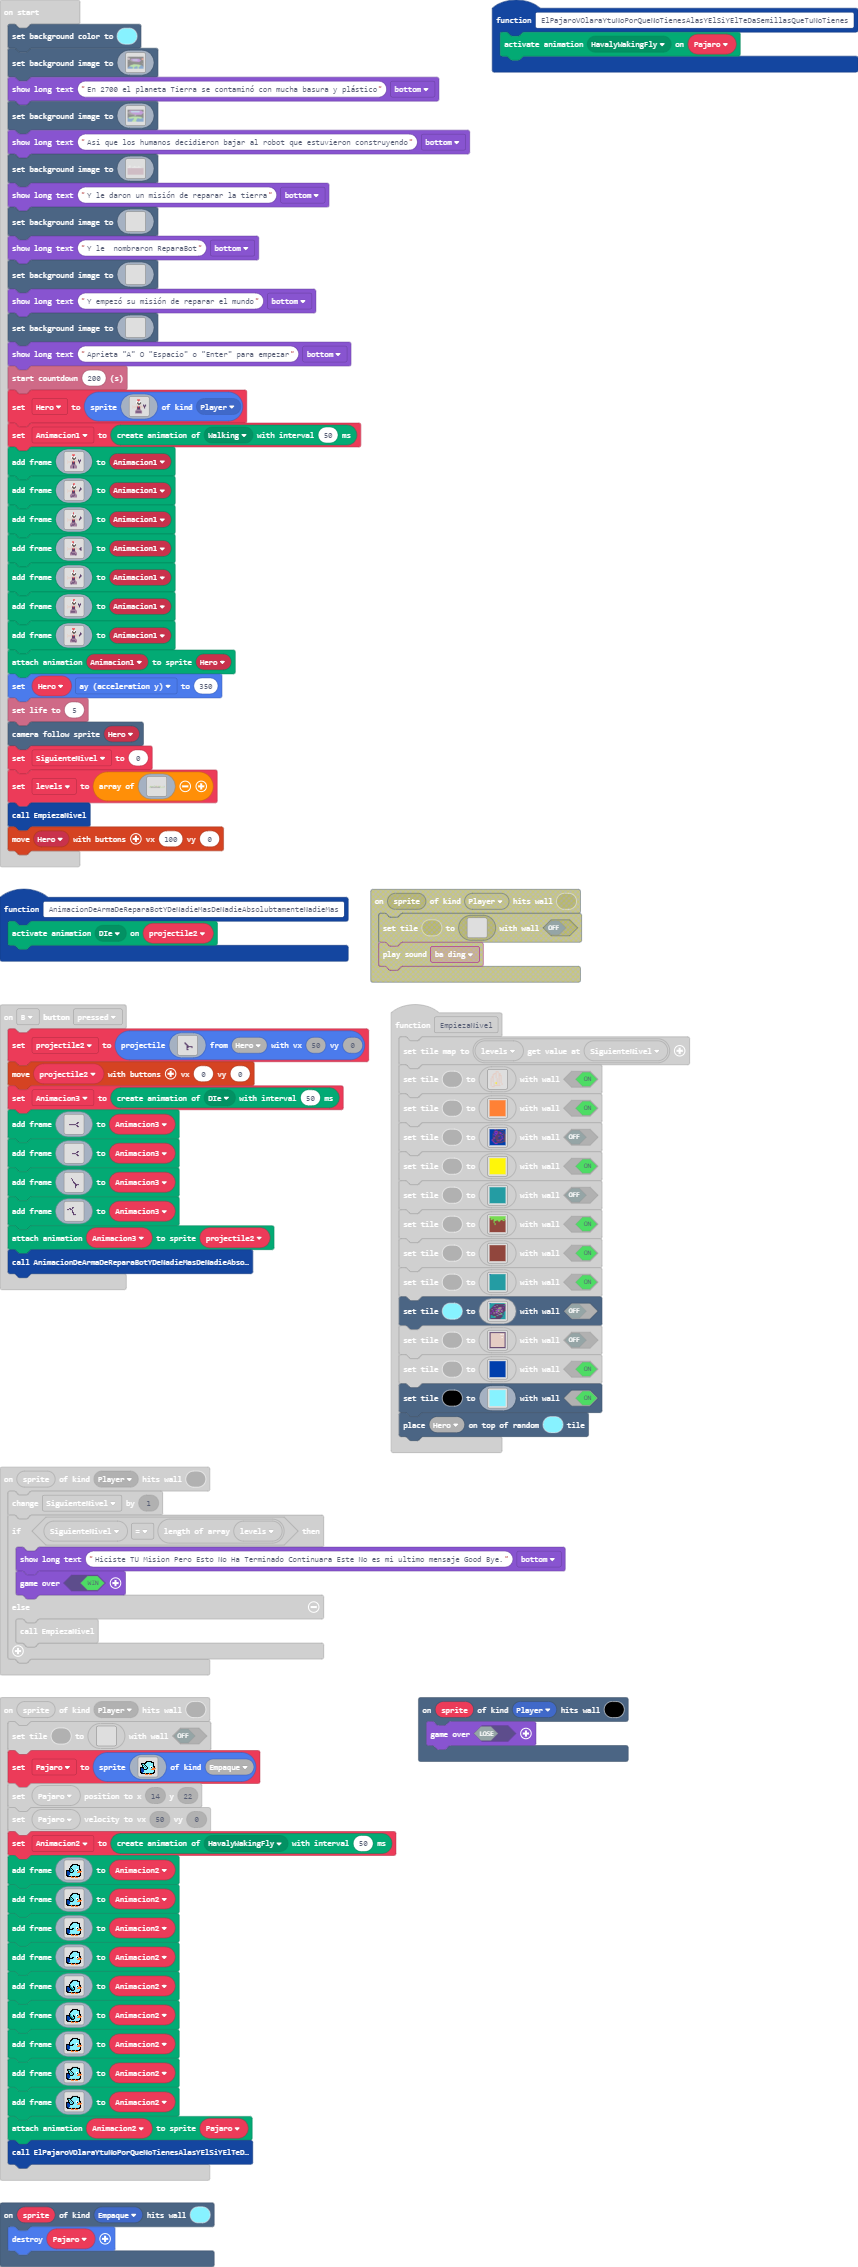 on start
set background color to
set background image to
show long text "En 2700 el planeta Tierra se contaminó con mucha basura y plástico" bottom
set background image to
show long text "Asi que los humanos decidieron bajar al robot que estuvieron construyendo" bottom
set background image to
show long text "Y le daron un misión de reparar la tierra" bottom
set background image to
show long text "Y le nombraron ReparaBot" bottom
set background image to
show long text "Y empezó su misión de reparar el mundo" bottom
set background image to
show long text "Aprieta "A" O "Espacio" o "Enter" para empezar" bottom
start countdown 200 (s)
set Hero to sprite of kind Player
set Animacion1 to create animation of Walking with interval 50 ms
add frame to Animacion1
add frame to Animacion1
add frame to Animacion1
add frame to Animacion1
add frame to Animacion1
add frame to Animacion1
add frame to Animacion1
attach animation Animacion1 to sprite Hero
set Hero ay (acceleration y) to 350
set life to 5
camera follow sprite Hero
set SiguienteNivel to 0
set levels to array of
call EmpiezaNivel
move Hero with buttons vx 100 vy 0
function ElPajaroVOlaraYtuNoPorQueNoTienesAlasYElSiYElTeDaSemillasQueTuNoTienes
activate animation HavalyWakingFly on Pajaro
function AnimacionDeArmaDeReparaBotYDeNadieMasDeNadieAbsolubtamenteNadieMas
activate animation DIe on projectile2
on sprite of kind Player hits wall
set tile to with wall OFF
play sound ba ding
on B button pressed
set projectile2 to projectile from Hero with vx 50 vy 0
move projectile2 with buttons vx 0 vy 0
set Animacion3 to create animation of DIe with interval 50 ms
add frame to Animacion3
add frame to Animacion3
add frame to Animacion3
add frame to Animacion3
attach animation Animacion3 to sprite projectile2
call AnimacionDeArmaDeReparaBotYDeNadieMasDeNadieAbso…
function EmpiezaNivel
set tile map to levels get value at SiguienteNivel
set tile to with wall ON
set tile to with wall ON
set tile to with wall OFF
set tile to with wall ON
set tile to with wall OFF
set tile to with wall ON
set tile to with wall ON
set tile to with wall ON
set tile to with wall OFF
set tile to with wall OFF
set tile to with wall ON
set tile to with wall ON
place Hero on top of random tile
on sprite of kind Player hits wall
change SiguienteNivel by 1
if SiguienteNivel = length of array levels then
show long text "Hiciste TU Mision Pero Esto No Ha Terminado Continuara Este No es mi ultimo mensaje Good Bye." bottom
game over WIN
else
call EmpiezaNivel
on sprite of kind Player hits wall
set tile to with wall OFF
set Pajaro to sprite of kind Empaque
set Pajaro position to x 14 y 22
set Pajaro velocity to vx 50 vy 0
set Animacion2 to create animation of HavalyWakingFly with interval 50 ms
add frame to Animacion2
add frame to Animacion2
add frame to Animacion2
add frame to Animacion2
add frame to Animacion2
add frame to Animacion2
add frame to Animacion2
add frame to Animacion2
add frame to Animacion2
attach animation Animacion2 to sprite Pajaro
call ElPajaroVOlaraYtuNoPorQueNoTienesAlasYElSiYElTeD…
on sprite of kind Player hits wall
game over LOSE
on sprite of kind Empaque hits wall
destroy Pajaro